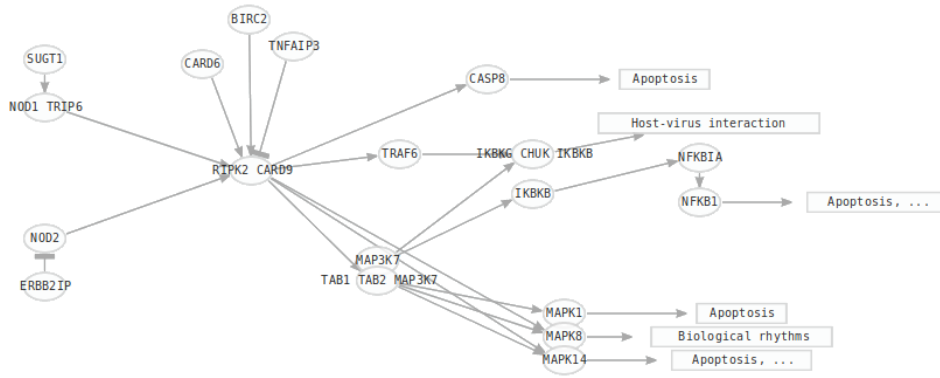 BIRC2
TNFAIP3
SUGT1
CARD6
CASP8
Apoptosis
NOD1 TRIP6
Host-virus interaction
TRAF6
IKBKG CHUK IKBKB
NFKBIA
RIPK2 CARD9
IKBKB
NFKB1
Apoptosis, ...
NOD2
MAP3K7
TAB1 TAB2 MAP3K7
ERBB2IP
MAPK1
Apoptosis
MAPK8
Biological rhythms
MAPK14
Apoptosis, ...